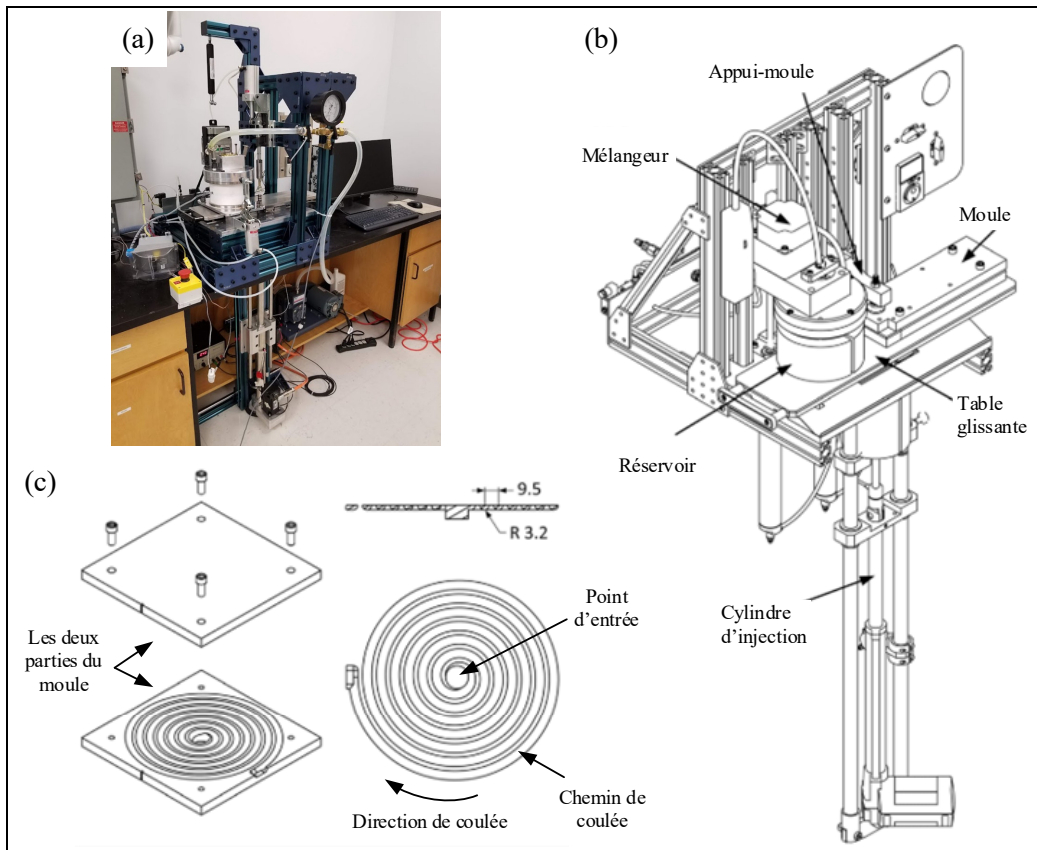 (a)
(b)
Appui-moule
Mélangeur
Moule
Table
glissante
Réservoir
Cylindre
d'injection
(c)
9.5
R 3.2
Point
d'entrée
Les deux
parties du
moule
Chemin de
coulée
Direction de coulée